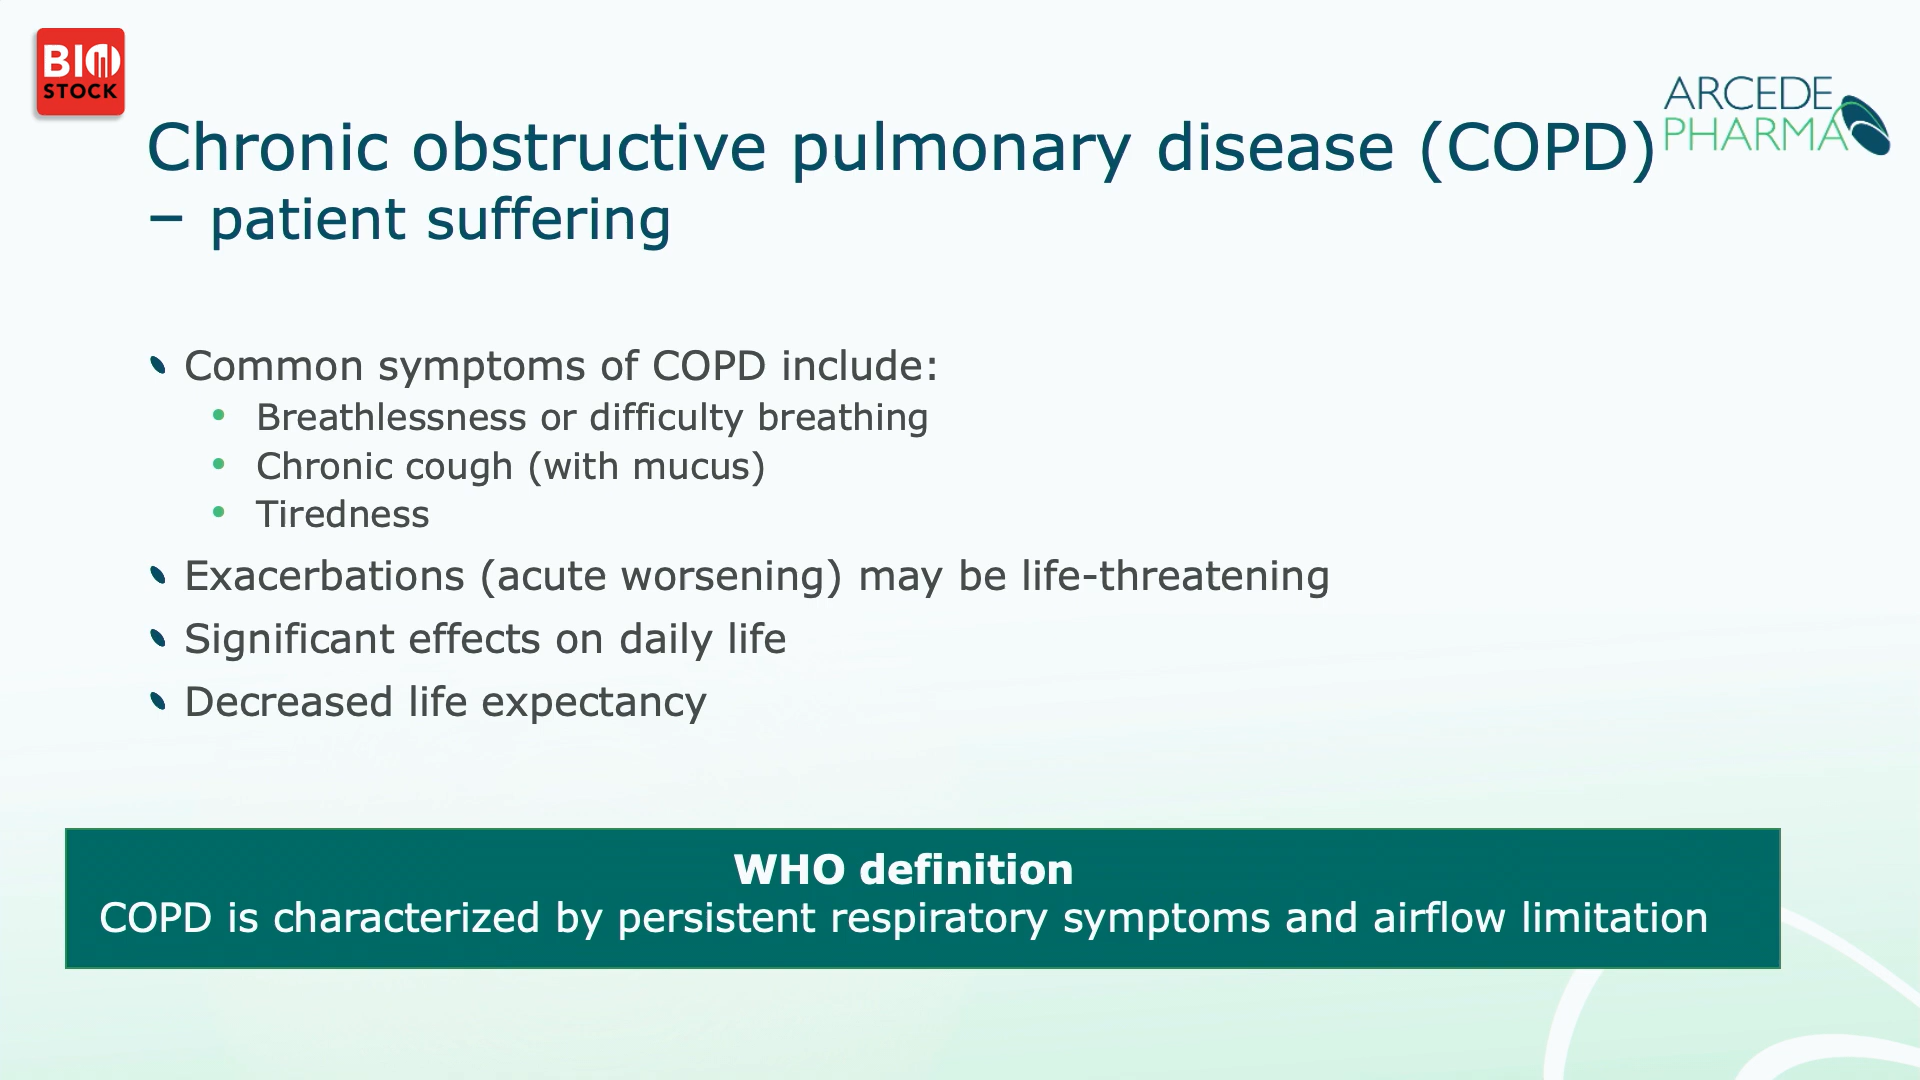 BIO
STOCK
ARCEDE
PHARMA
Chronic obstructive pulmonary disease (COPD)
– patient suffering
Common symptoms of COPD include:
• Breathlessness or difficulty breathing
• Chronic cough (with mucus)
• Tiredness
Exacerbations (acute worsening) may be life-threatening
Significant effects on daily life
Decreased life expectancy
WHO definition
COPD is characterized by persistent respiratory symptoms and airflow limitation